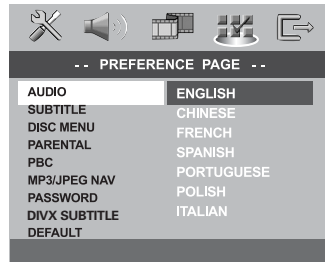 -- PREFERENCE PAGE --
AUDIO
SUBTITLE
DISC MENU
PARENTAL
PBC
MP3/JPEG NAV
PASSWORD
DIVX SUBTITLE
DEFAULT
ENGLISH
CHINESE
FRENCH
SPANISH
PORTUGUESE
POLISH
ITALIAN